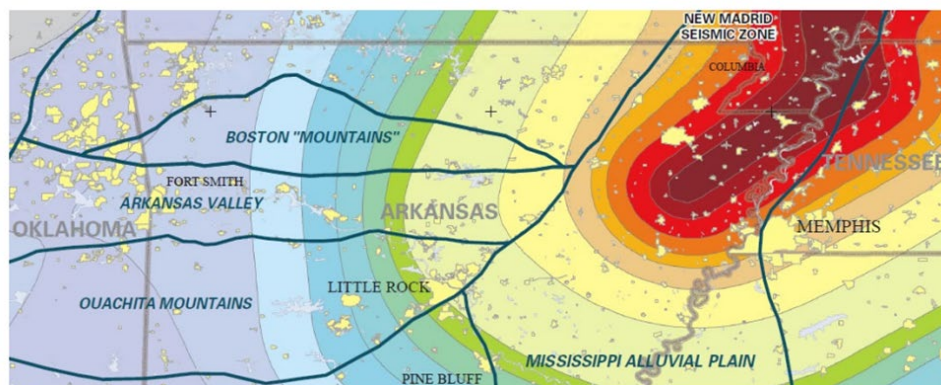 NEW MADRID
SEISMIC ZONE
COLUMBIA
BOSTON "MOUNTAINS"
TENNESSEE
FORT SMITH
ARKANSAS VALLEY
ARKANSAS
OKLAHOMA
MEMPHIS
LITTLE ROCK
OUACHITA MOUNTAINS
MISSISSIPPI ALLUVIAL PLAIN
PINE BLUFF